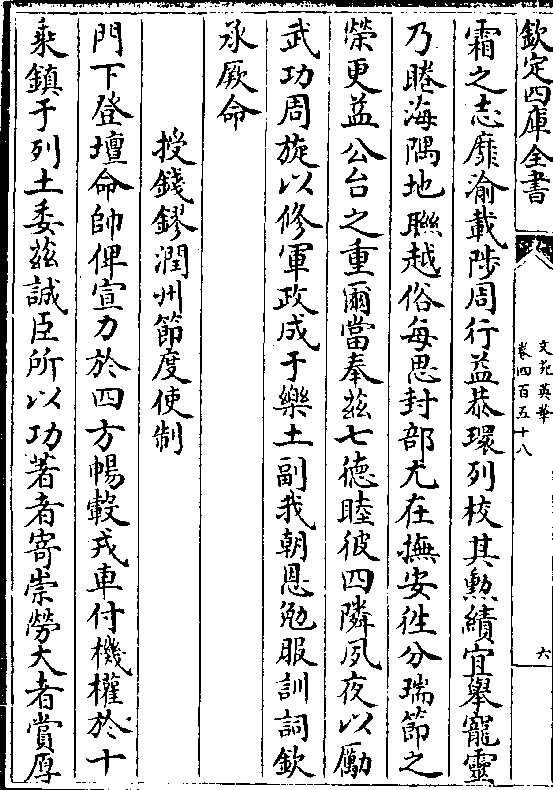 欽定四庫全書
文苑英華
卷四百五十八
六
霜之志靡渝載陟周行益恭環列校其勲績宜舉寵靈
乃睠海隅地聮越俗每思封部尤在撫安徃分瑞節之
榮更益公台之重爾當奉兹七徳睦彼四隣夙夜以勵
武功周旋以修軍政成于樂土副我朝恩勉服訓詞欽
承厥命
授錢鏐潤州節度使制
門下登壇命帥俾宣力於四方暢轂戎車付機權於十
乘鎮于列土委兹誠臣所以功著者寄崇勞大者賞厚